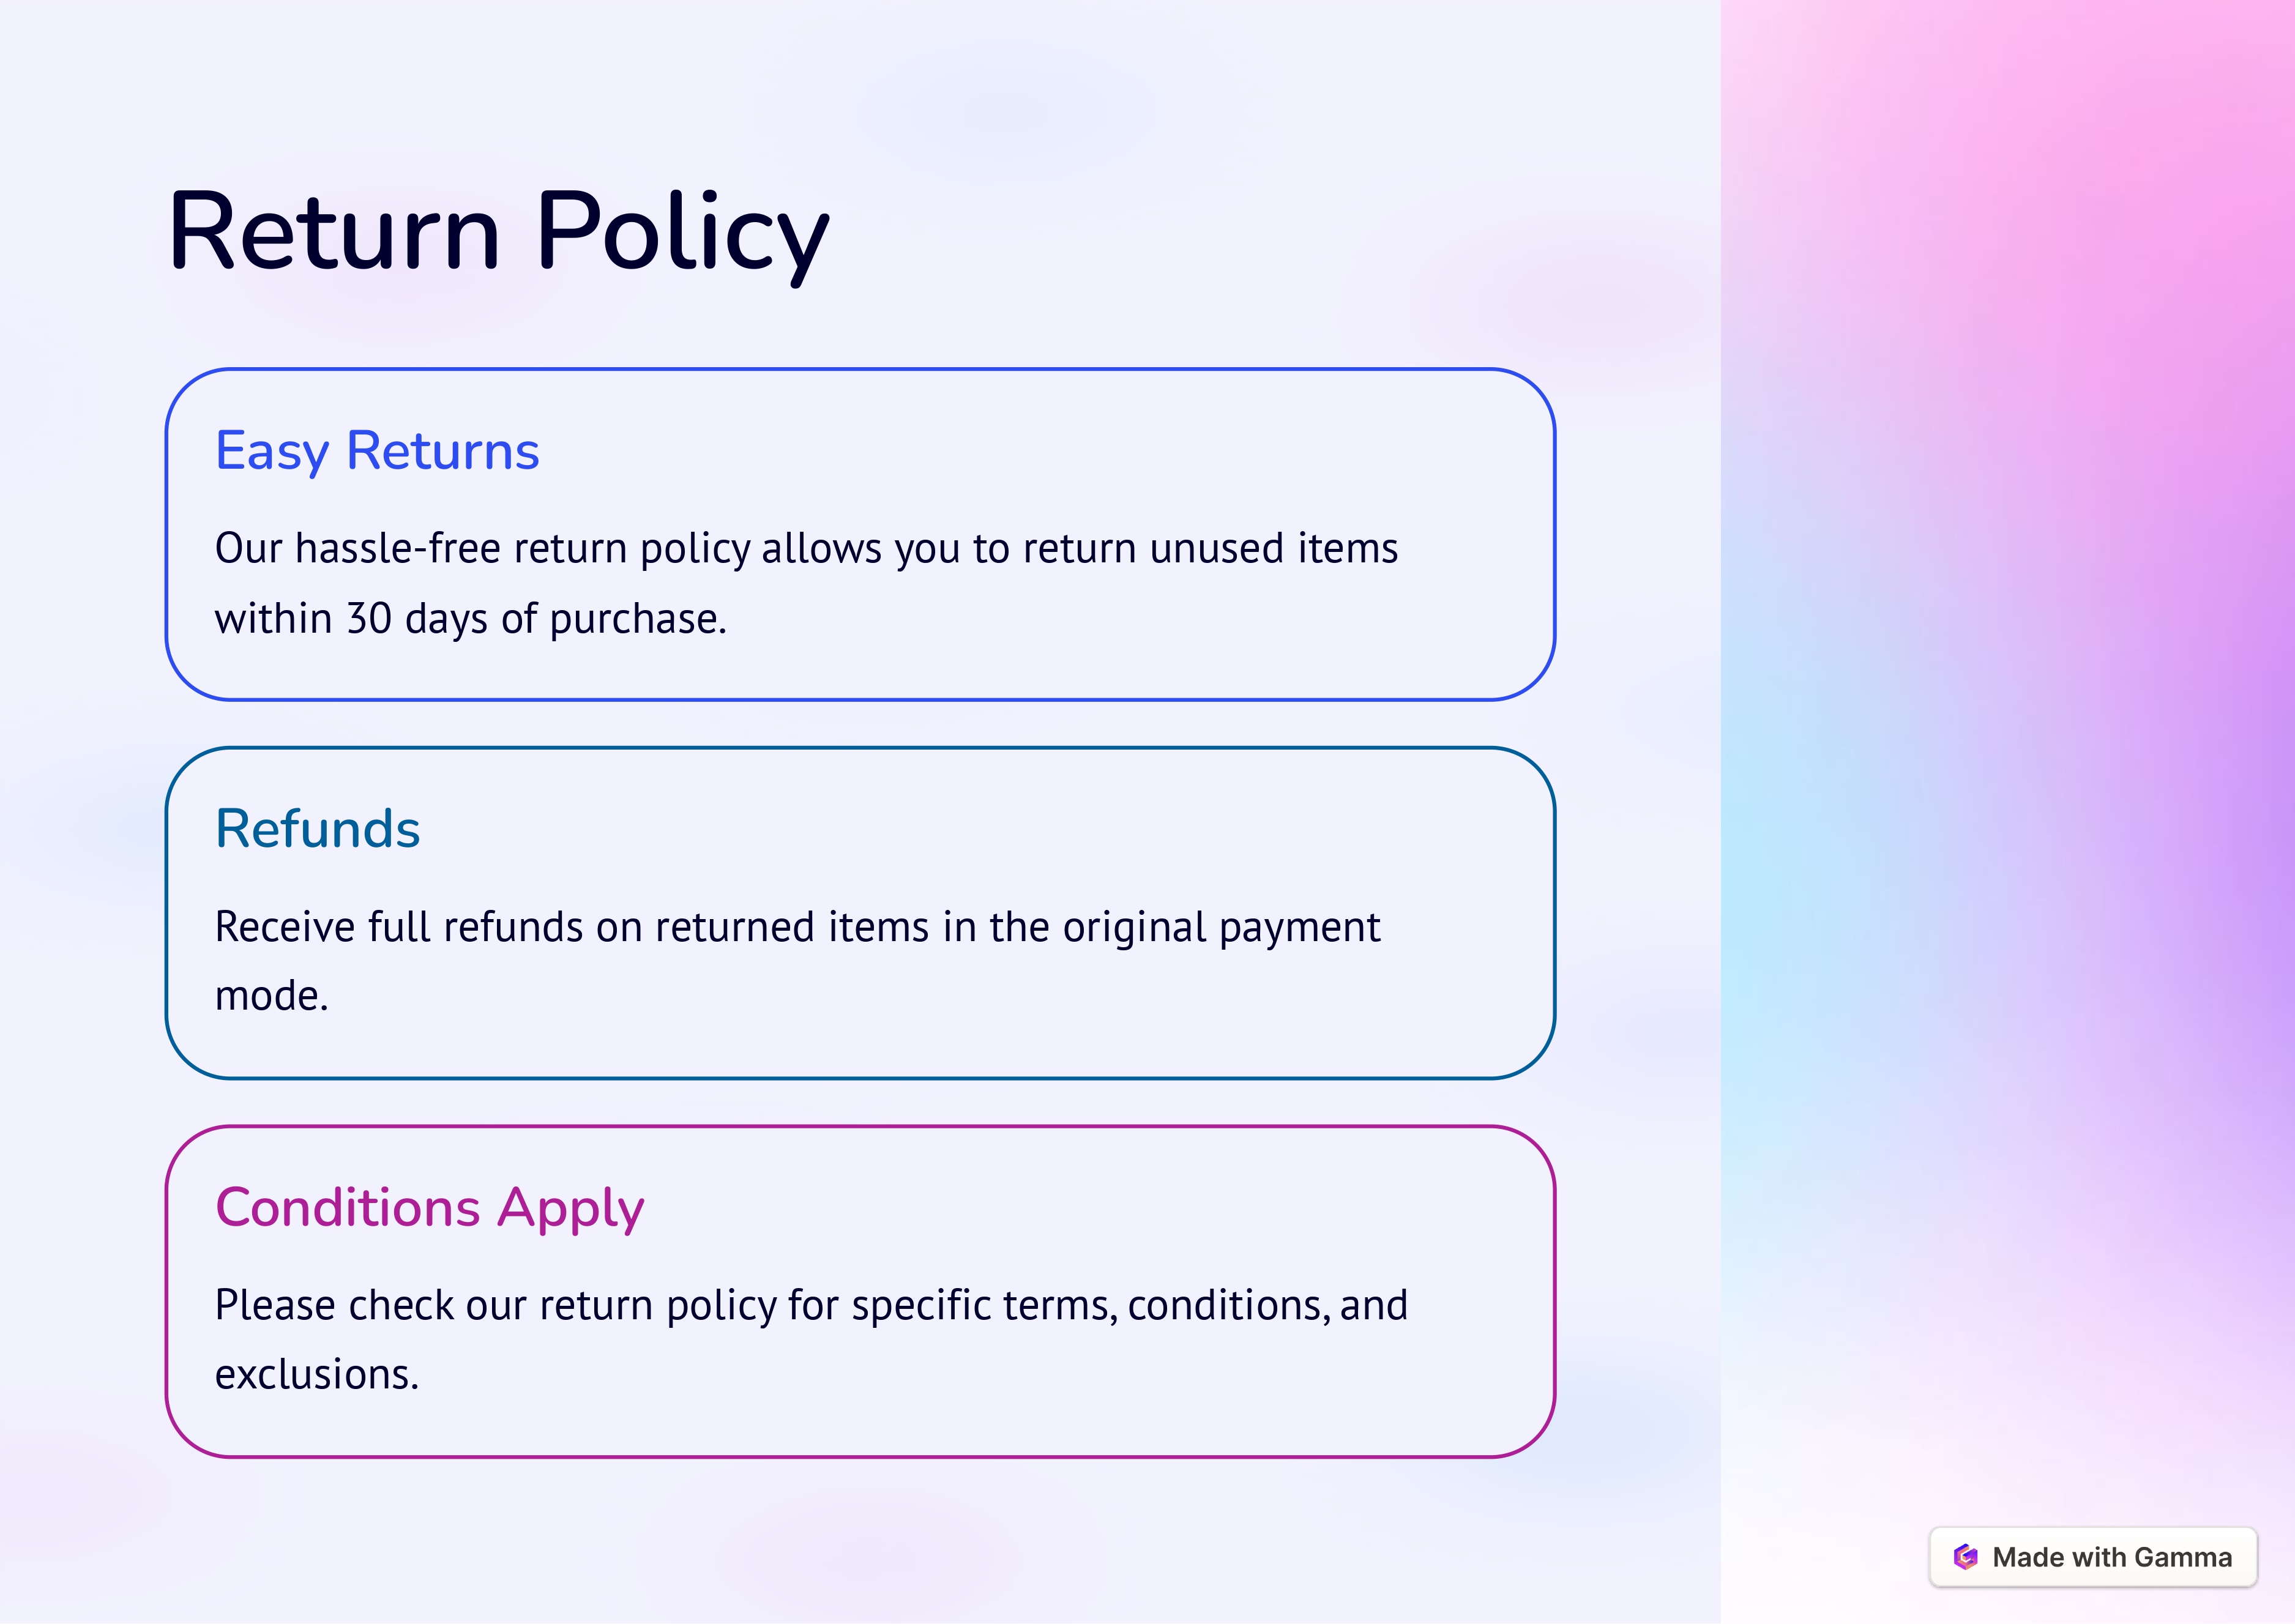 Return Policy
Easy Returns
Our hassle-free return policy allows you to return unused items
within 30 days of purchase.
Refunds
Receive full refunds on returned items in the original payment
mode.
Conditions Apply
Please check our return policy for specific terms, conditions, and
exclusions.
Made with Gamma